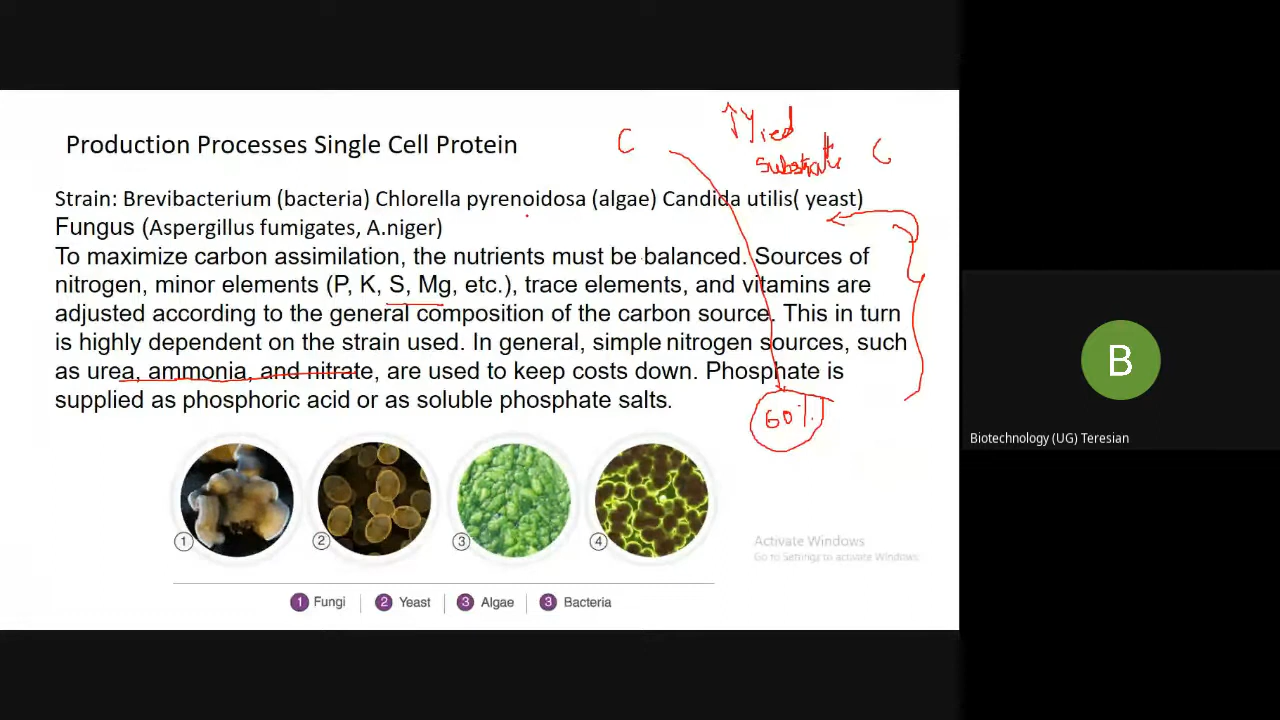 Production Processes Single Cell Protein
C
↑ Yied
substrate C
Strain: Brevibacterium (bacteria) Chlorella pyrenoidosa (algae) Candida utilis( yeast)
Fungus (Aspergillus fumigates, A.niger)
To maximize carbon assimilation, the nutrients must be balanced. Sources of
nitrogen, minor elements (P, K, S, Mg, etc.), trace elements, and vitamins are
adjusted according to the general composition of the carbon source. This in turn
is highly dependent on the strain used. In general, simple nitrogen sources, such
as urea, ammonia, and nitrate, are used to keep costs down. Phosphate is
supplied as phosphoric acid or as soluble phosphate salts.
60%
1
2
3
4
1 Fungi
2 Yeast
3 Algae
3 Bacteria
Activate Windows
Go to Settings to activate Windows.
B
Biotechnology (UG) Teresian